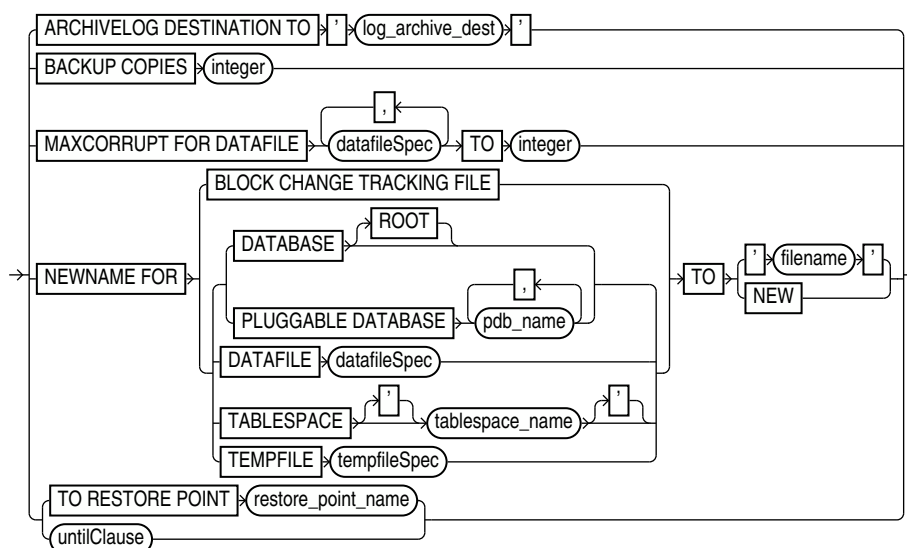 ARCHIVELOG DESTINATION TO ' log_archive_dest '
BACKUP COPIES integer
,
MAXCORRUPT FOR DATAFILE datafileSpec TO integer
BLOCK CHANGE TRACKING FILE
ROOT
DATABASE
NEWNAME FOR TO ' filename '
NEW
,
PLUGGABLE DATABASE pdb_name
DATAFILE datafileSpec
' '
TABLESPACE tablespace_name
TEMPFILE tempfileSpec
TO RESTORE POINT restore_point_name
untilClause